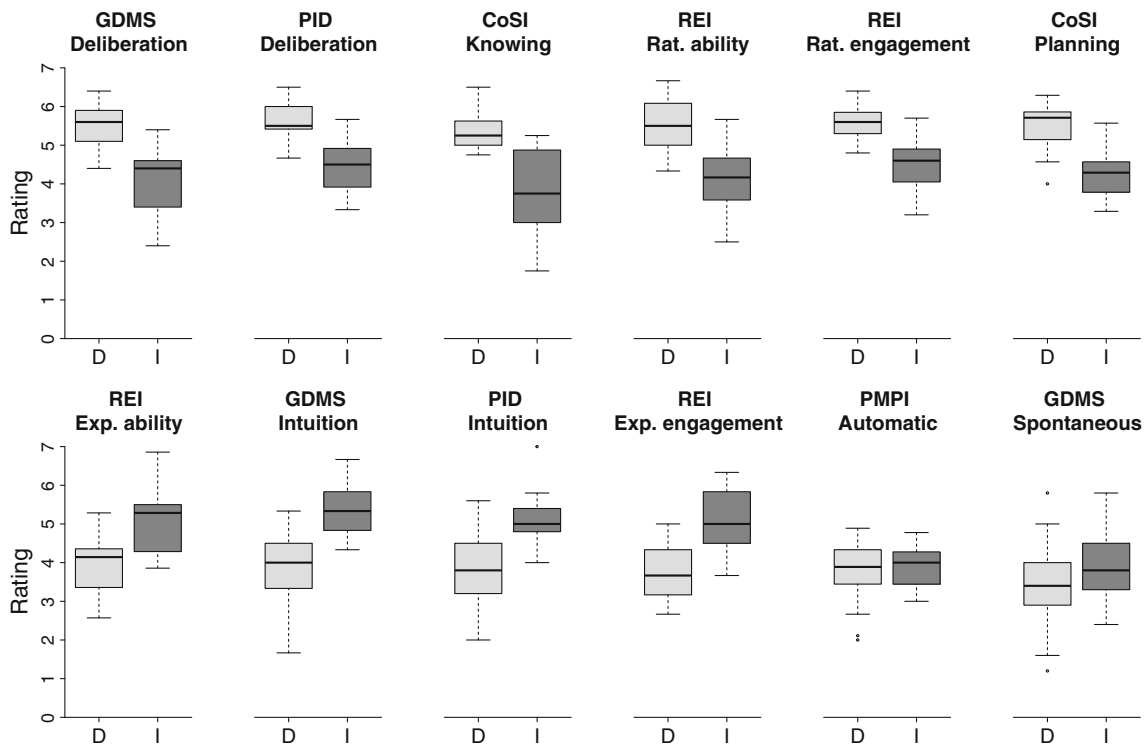 GDMS PID CoSI REI REI CoSI
Deliberation Deliberation Knowing Rat. ability Rat. engagement Planning
7
6
5
4
3
2
1
0
Rating
D I D I D I D I D I D I
REI GDMS PID REI PMPI GDMS
Exp. ability Intuition Intuition Exp. engagement Automatic Spontaneous
7
6
5
4
3
2
1
0
Rating
D I D I D I D I D I D I